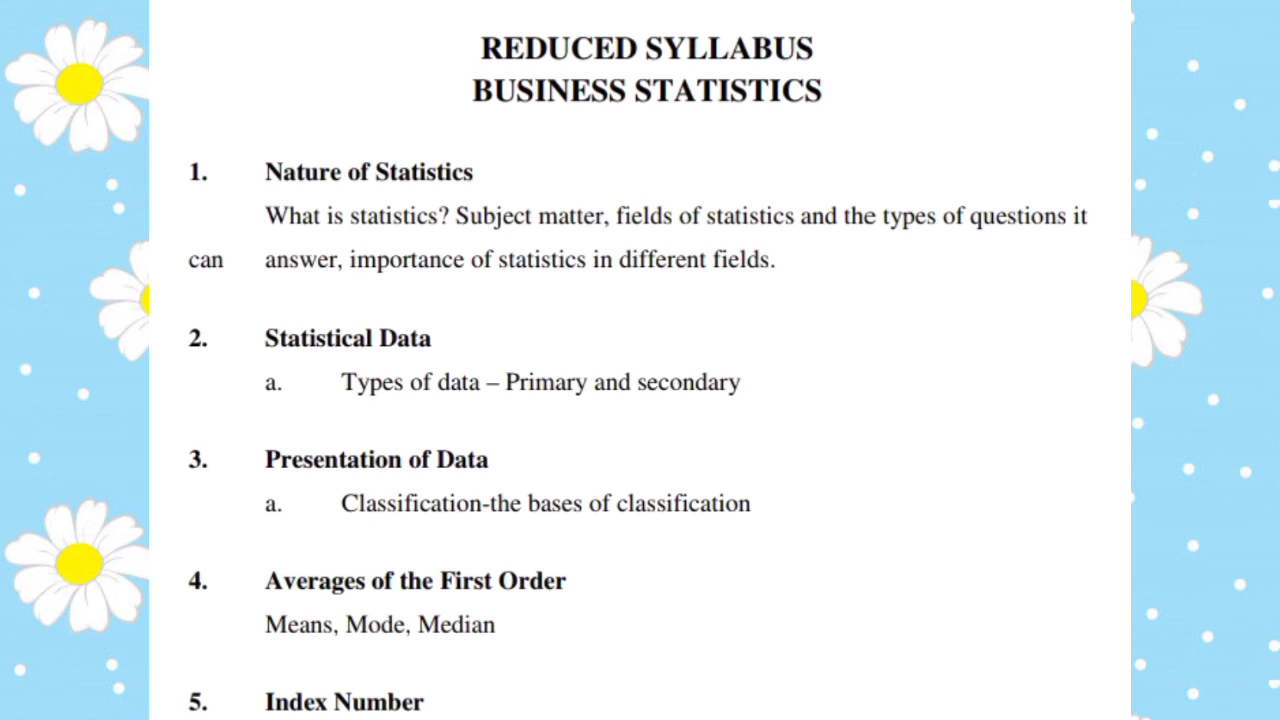 REDUCED SYLLABUS
BUSINESS STATISTICS
1. Nature of Statistics
What is statistics? Subject matter, fields of statistics and the types of questions it
can answer, importance of statistics in different fields.
2. Statistical Data
a. Types of data – Primary and secondary
3. Presentation of Data
a. Classification-the bases of classification
4. Averages of the First Order
Means, Mode, Median
5. Index Number